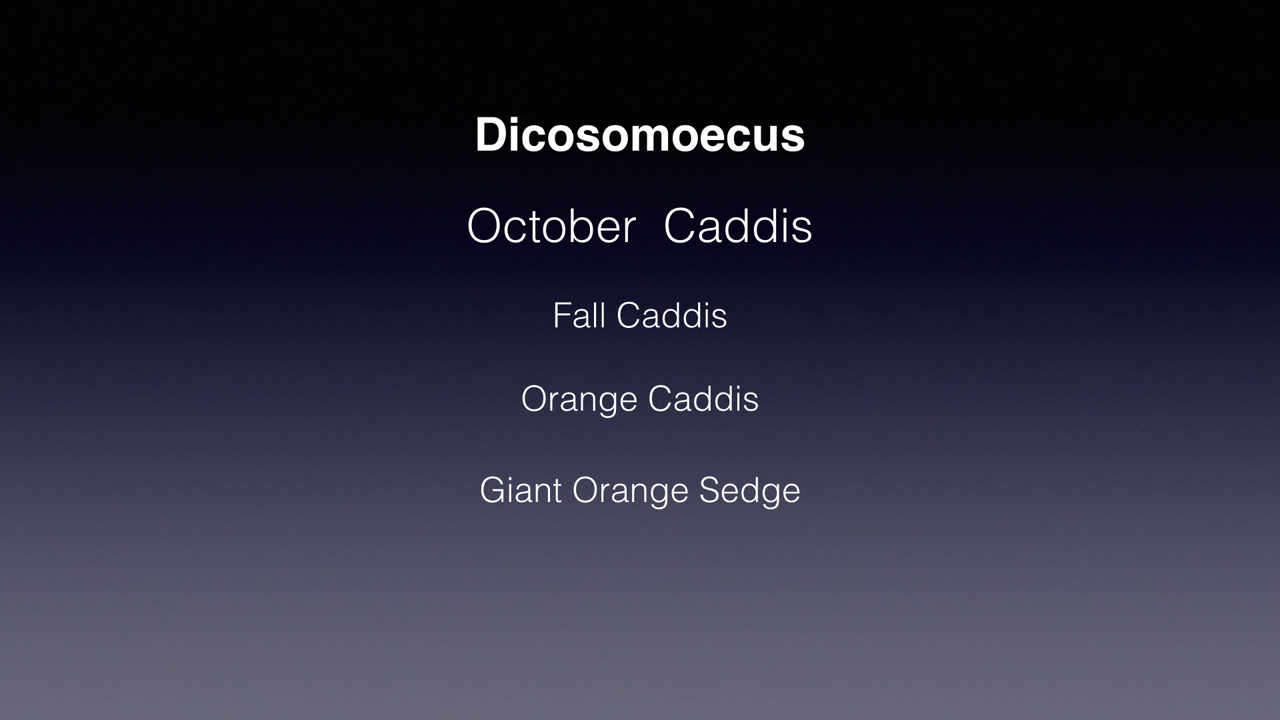 Dicosomoecus
October Caddis
Fall Caddis
Orange Caddis
Giant Orange Sedge